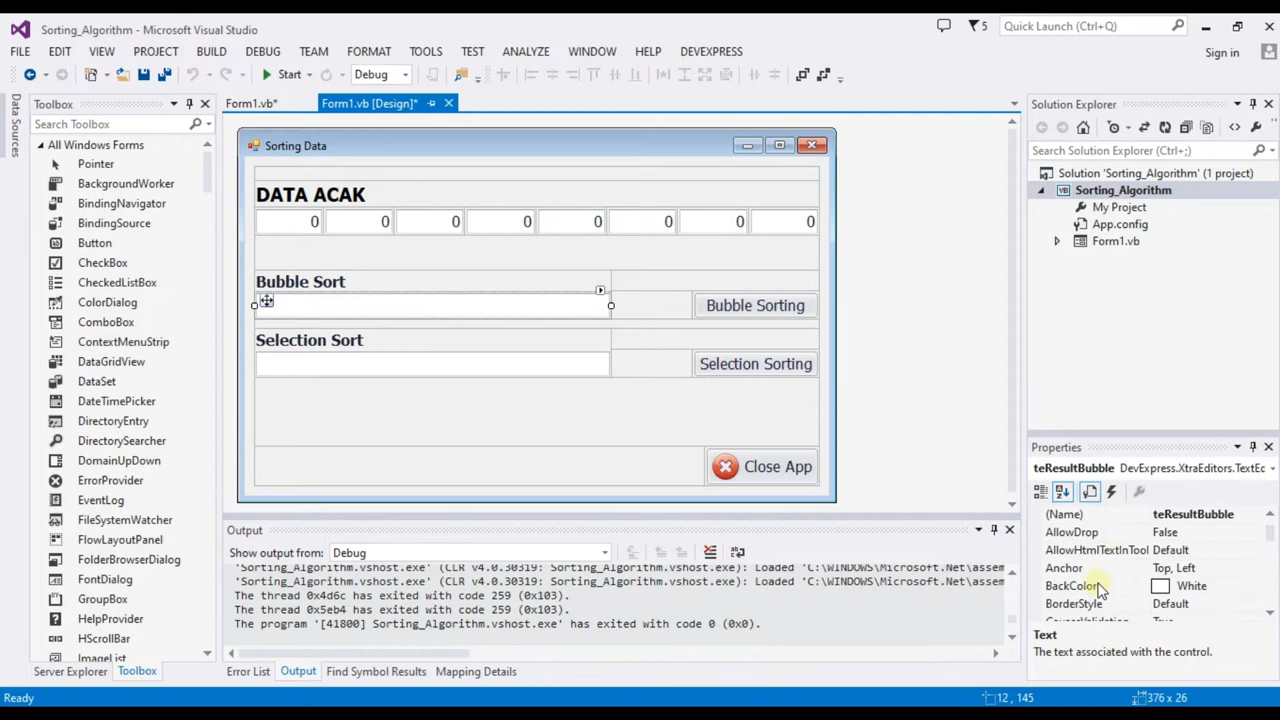 Sorting_Algorithm - Microsoft Visual Studio
5
Quick Launch (Ctrl+Q)
FILE EDIT VIEW PROJECT BUILD DEBUG TEAM FORMAT TOOLS TEST ANALYZE WINDOW HELP DEVEXPRESS
Sign in
Start Debug
Data Sources
Toolbox
Search Toolbox
All Windows Forms
Pointer
BackgroundWorker
BindingNavigator
BindingSource
Button
CheckBox
CheckedListBox
ColorDialog
ComboBox
ContextMenuStrip
DataGridView
DataSet
DateTimePicker
DirectoryEntry
DirectorySearcher
DomainUpDown
ErrorProvider
EventLog
FileSystemWatcher
FlowLayoutPanel
FolderBrowserDialog
FontDialog
GroupBox
HelpProvider
HScrollBar
ImageList
Server Explorer Toolbox
Form1.vb* Form1.vb [Design]*
Sorting Data
DATA ACAK
0 0 0 0 0 0 0 0
Bubble Sort
Bubble Sorting
Selection Sort
Selection Sorting
Close App
Output
Show output from: Debug
'Sorting_Algorithm.vshost.exe' (CLR v4.0.30319: Sorting_Algorithm.vshost.exe): Loaded 'C:\WINDOWS\Microsoft.Net\assem
'Sorting_Algorithm.vshost.exe' (CLR v4.0.30319: Sorting_Algorithm.vshost.exe): Loaded 'C:\WINDOWS\Microsoft.Net\assem
The thread 0x4d6c has exited with code 259 (0x103).
The thread 0x5eb4 has exited with code 259 (0x103).
The program '[41800] Sorting_Algorithm.vshost.exe' has exited with code 0 (0x0).
Error List Output Find Symbol Results Mapping Details
Solution Explorer
Search Solution Explorer (Ctrl+;)
Solution 'Sorting_Algorithm' (1 project)
Sorting_Algorithm
My Project
App.config
Form1.vb
Properties
teResultBubble DevExpress.XtraEditors.TextEc
(Name) teResultBubble
AllowDrop False
AllowHtmlTextInTool Default
Anchor Top, Left
BackColor White
BorderStyle Default
CausesValidation True
Text
The text associated with the control.
Ready
12 , 145
376 x 26